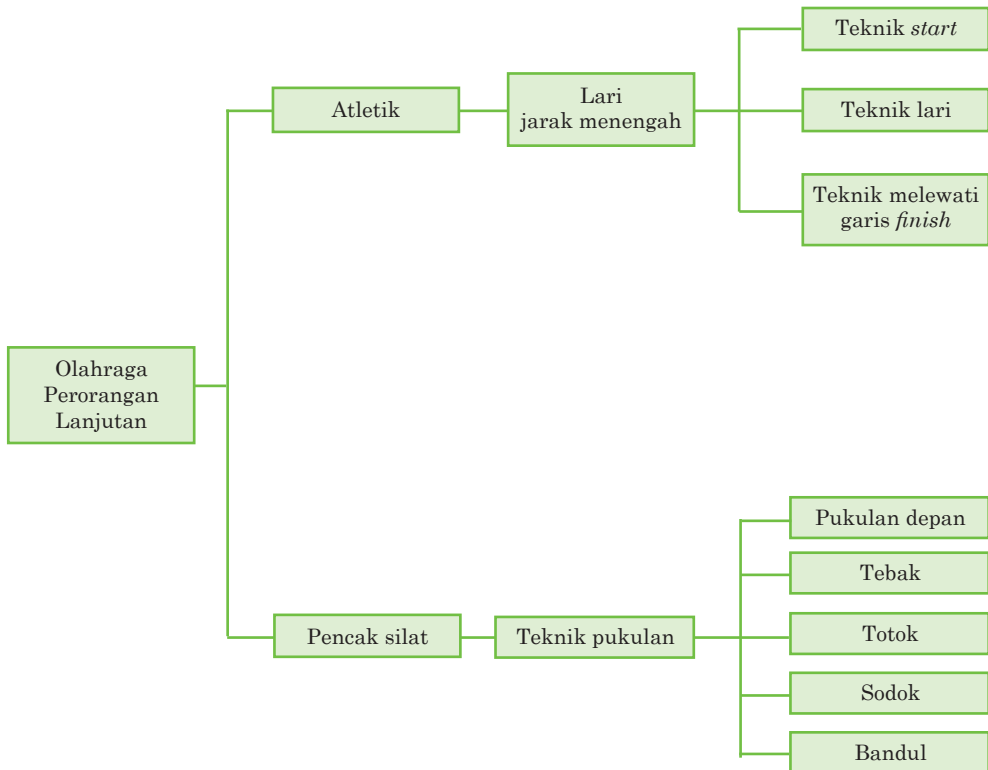 Olahraga
Perorangan
Lanjutan
Atletik
Lari
jarak menengah
Teknik start
Teknik lari
Teknik melewati
garis finish
Pencak silat
Teknik pukulan
Pukulan depan
Tebak
Totok
Sodok
Bandul